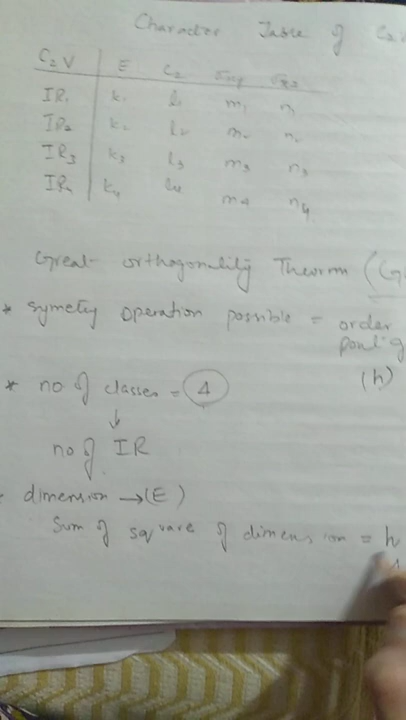 Character Table of C₂v
C₂V E C₂ σxy σxz
IR₁ k₁ l₁ m₁ n₁
IR₂ k₂ l₂ m₂ n₂
IR₃ k₃ l₃ m₃ n₃
IR₄ k₄ l₄ m₄ n₄
Great orthogonality Theorm (G
* symetry operation possible = order
(h)
* no of classes = 4
↓
no of IR
dimension → (E)
Sum of square of dimension = h